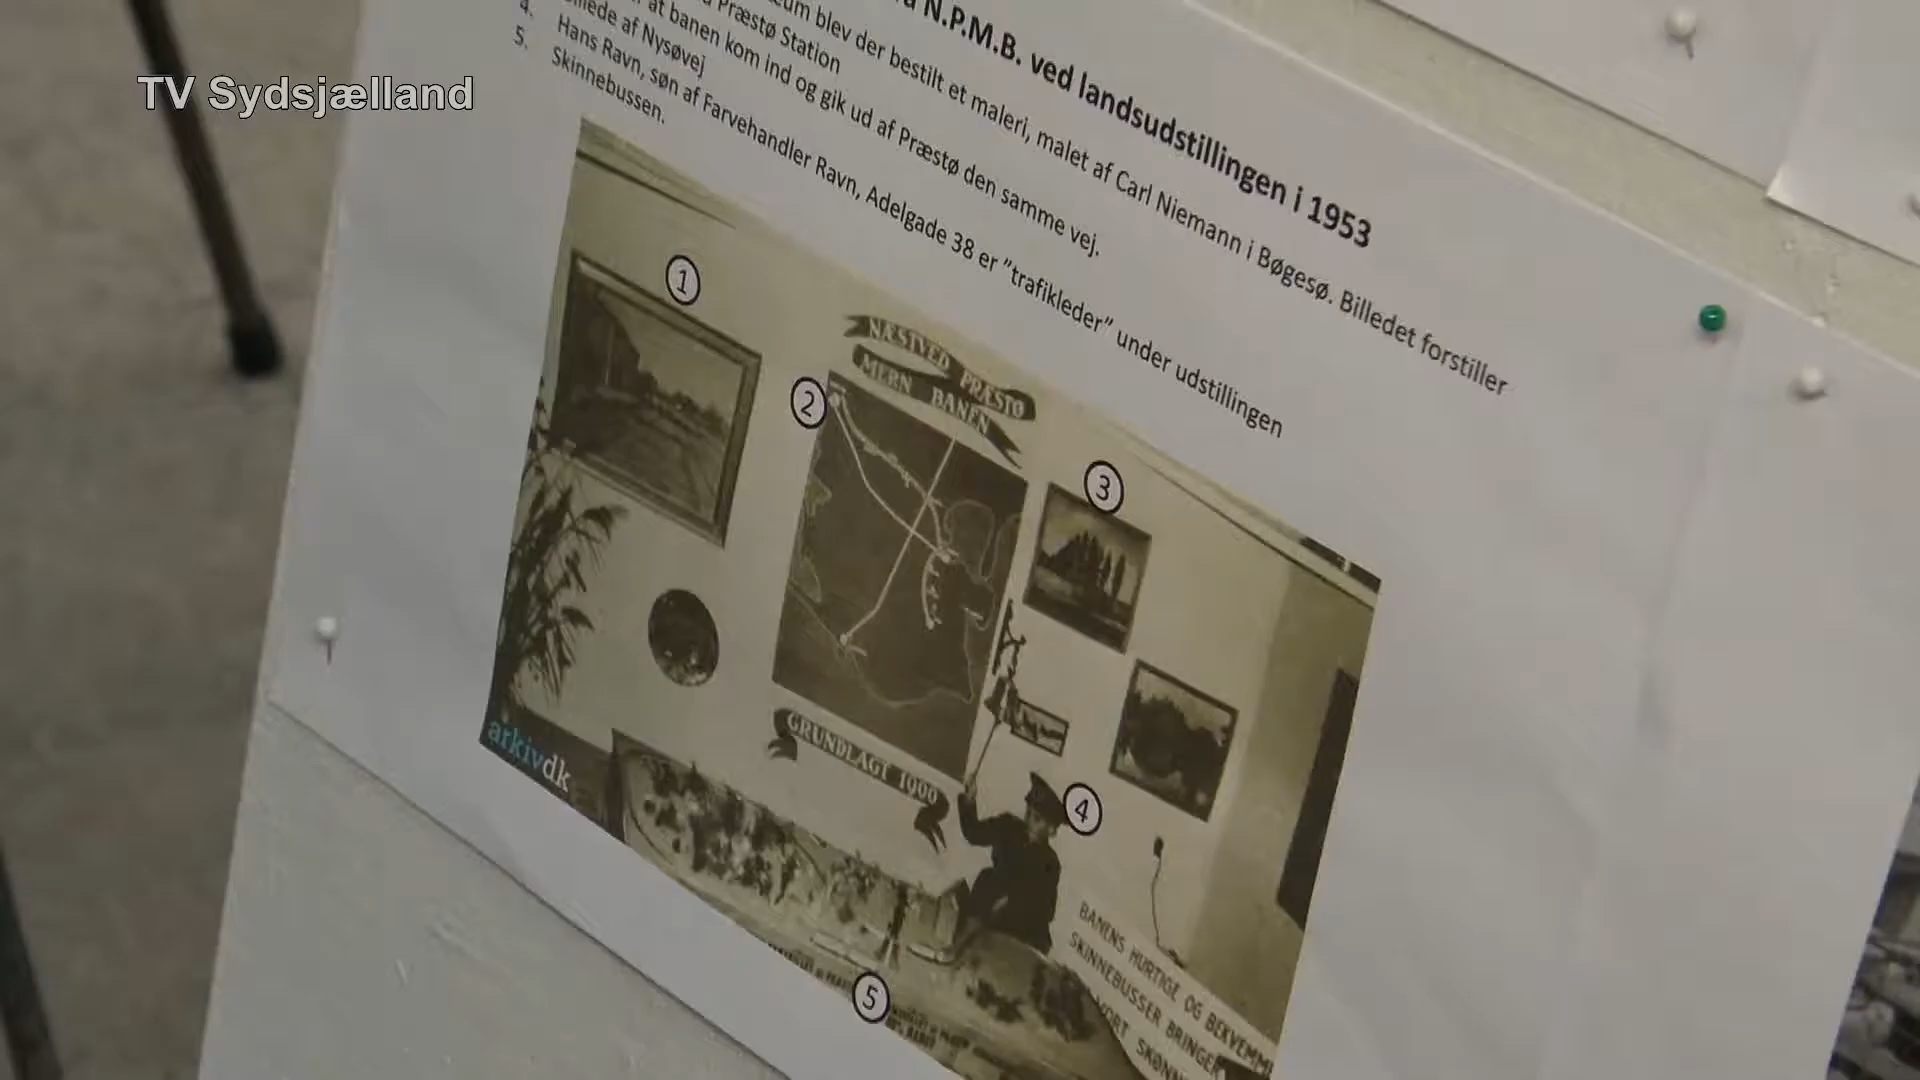 TV Sydsjælland
N.P.M.B. ved landsudstillingen i 1953
blev der bestilt et maleri, malet af Carl Niemann i Bøgesø. Billedet forstiller
Præstø Station
at banen kom ind og gik ud af Præstø den samme vej.
af Nysøvej
4. Hans Ravn, søn af Farvehandler Ravn, Adelgade 38 er "trafikleder" under udstillingen
5. Skinnebussen.
1
NÆSTVED PRÆSTØ
MERN BANEN
2
3
GRUNDLAGT 1900
arkivdk
4
BANENS HURTIGE OG BEKVEMME
SKINNEBUSSER BRINGER
VORT SKØNNE
5